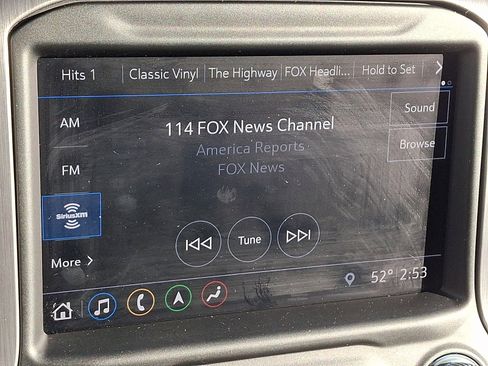 Hits 1 Classic Vinyl The Highway FOX Headli... Hold to Set
AM
114 FOX News Channel
Sound
America Reports
Browse
FM
FOX News
SiriusXM
Tune
More
52° 2:53